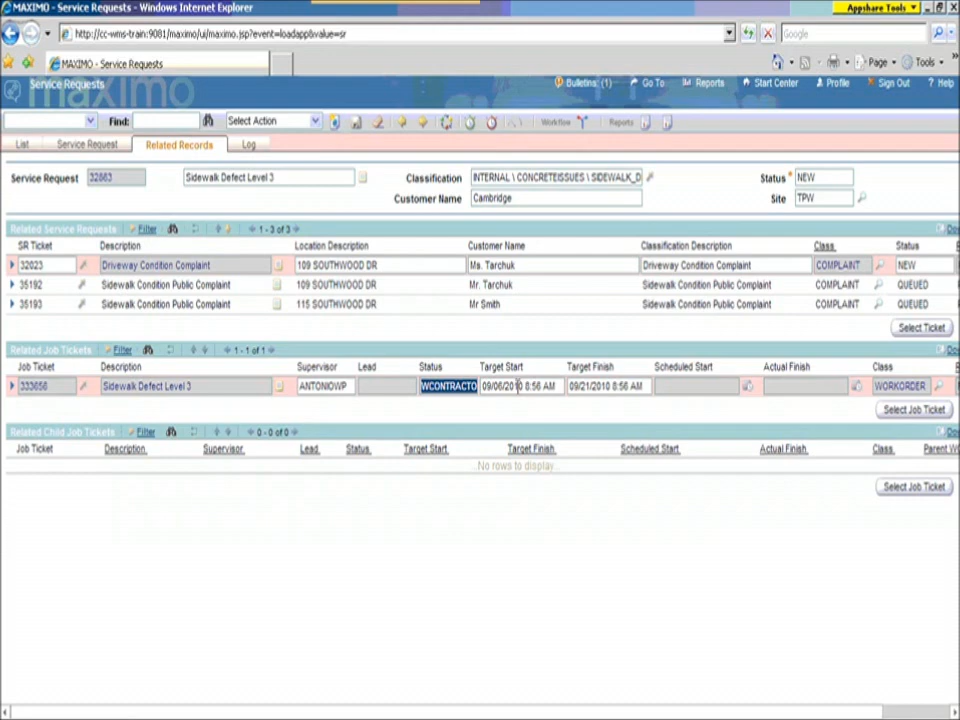 MAXIMO - Service Requests - Windows Internet Explorer
Appshare Tools
http://cc-wms-train:9081/maximo/ui/maximo.jsp?event=loadapp&value=sr
Google
MAXIMO - Service Requests
Page
Tools
maximo
Service Requests
Bulletins: (1)
Go To
Reports
Start Center
Profile
Sign Out
? Help
Find:
Select Action
Workflow
Reports
List
Service Request
Related Records
Log
Service Request
Sidewalk Defect Level 3
Classification
INTERNAL \ CONCRETEISSUES \ SIDEWALK_D
Status
NEW
Customer Name
Cambridge
Site
TPW
Related Service Requests
Filter
1 - 3 of 3
SR Ticket Description Location Description Customer Name Classification Description Class Status
32023 Driveway Condition Complaint 109 SOUTHWOOD DR Ms. Tarchuk Driveway Condition Complaint COMPLAINT NEW
35192 Sidewalk Condition Public Complaint 109 SOUTHWOOD DR Mr. Tarchuk Sidewalk Condition Public Complaint COMPLAINT QUEUED
35193 Sidewalk Condition Public Complaint 115 SOUTHWOOD DR Mr Smith Sidewalk Condition Public Complaint COMPLAINT QUEUED
Select Ticket
Related Job Tickets
Filter
1 - 1 of 1
Job Ticket Description Supervisor Lead Status Target Start Target Finish Scheduled Start Actual Finish Class
333656 Sidewalk Defect Level 3 ANTONIOWP WCONTRACTO 09/06/2010 8:56 AM 09/21/2010 8:56 AM WORKORDER
Select Job Ticket
Related Child Job Tickets
Filter
0 - 0 of 0
Job Ticket Description Supervisor Lead Status Target Start Target Finish Scheduled Start Actual Finish Class Parent WO
No rows to display...
Select Job Ticket